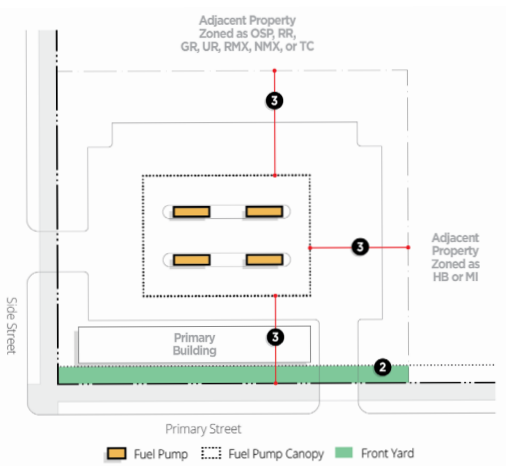 Adjacent Property
Zoned as OSP, RR,
GR, UR, RMX, NMX, or TC
3
3
Adjacent
Property
Zoned as
HB or MI
Side Street
Primary
Building
3
2
Primary Street
Fuel Pump
Fuel Pump Canopy
Front Yard